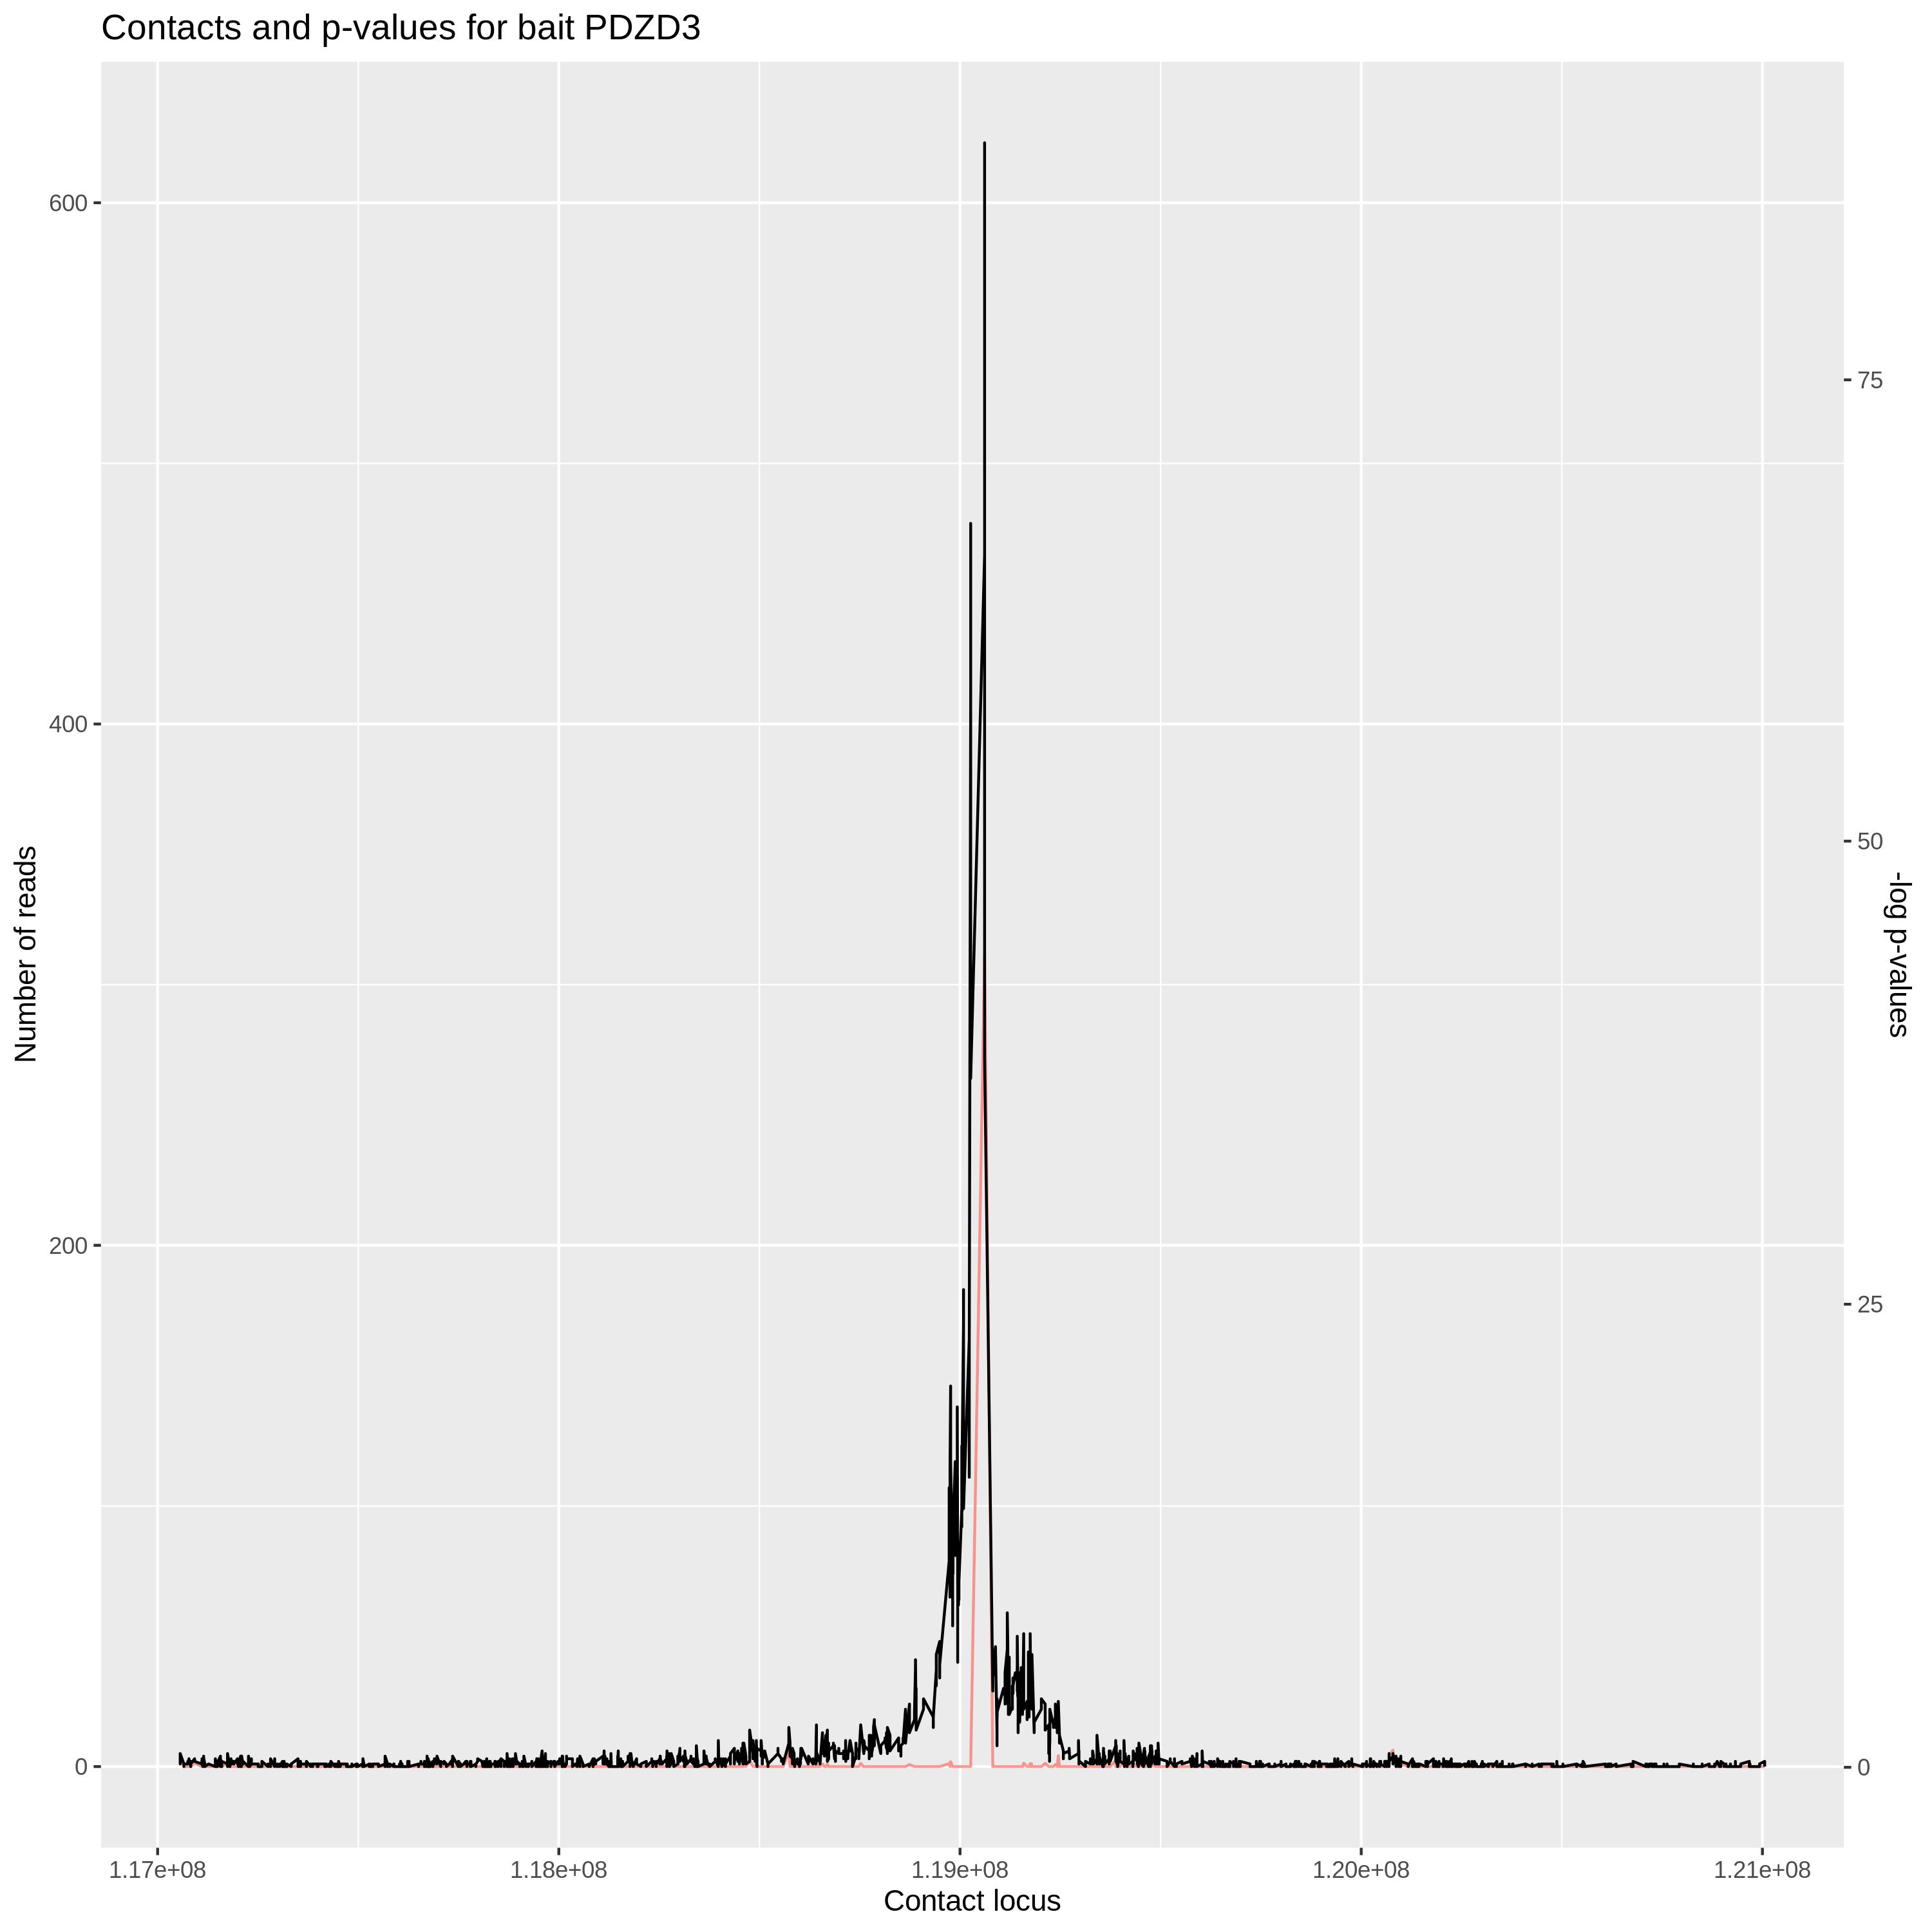 Contacts and p-values for bait PDZD3
600
400
200
0
Number of reads
75
50
25
0
-log p-values
1.17e+08
1.18e+08
1.19e+08
1.20e+08
1.21e+08
Contact locus